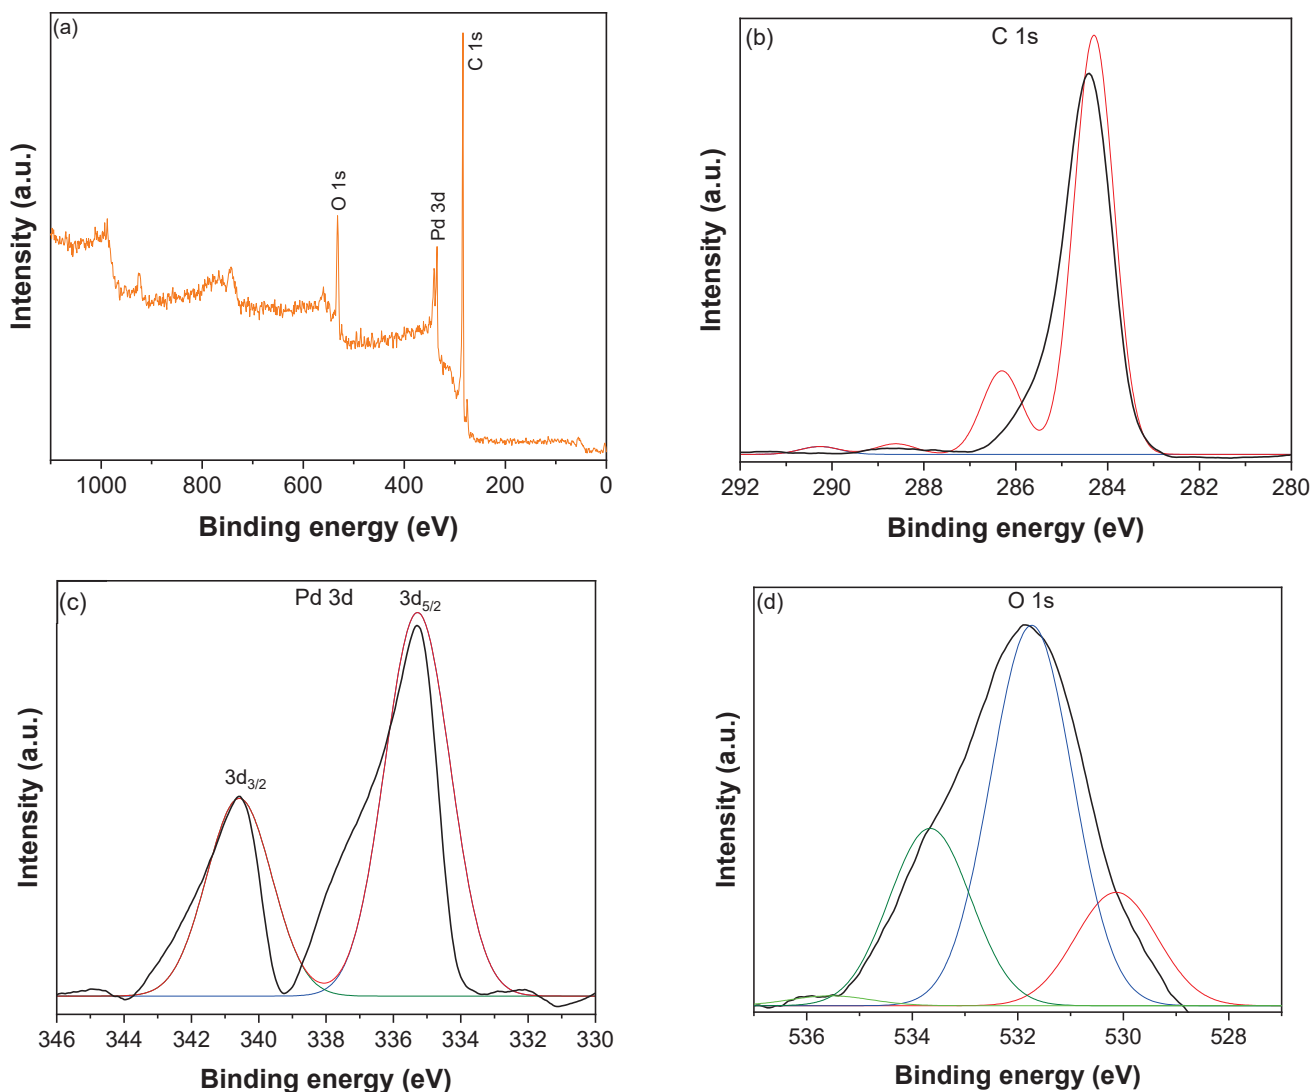 (a)
C 1s
O 1s
Pd 3d
Intensity (a.u.)
1000 800 600 400 200 0
Binding energy (eV)
(b)
C 1s
Intensity (a.u.)
292 290 288 286 284 282 280
Binding energy (eV)
(c)
Pd 3d
3d5/2
3d3/2
Intensity (a.u.)
346 344 342 340 338 336 334 332 330
Binding energy (eV)
(d)
O 1s
Intensity (a.u.)
536 534 532 530 528
Binding energy (eV)